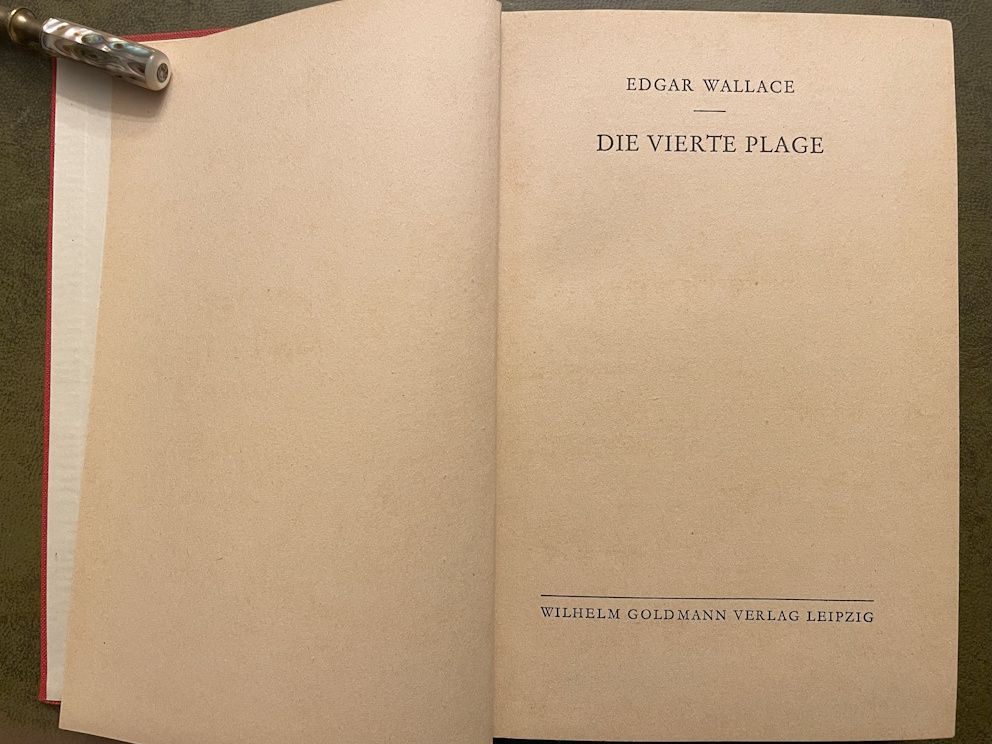 EDGAR WALLACE
DIE VIERTE PLAGE
WILHELM GOLDMANN VERLAG LEIPZIG